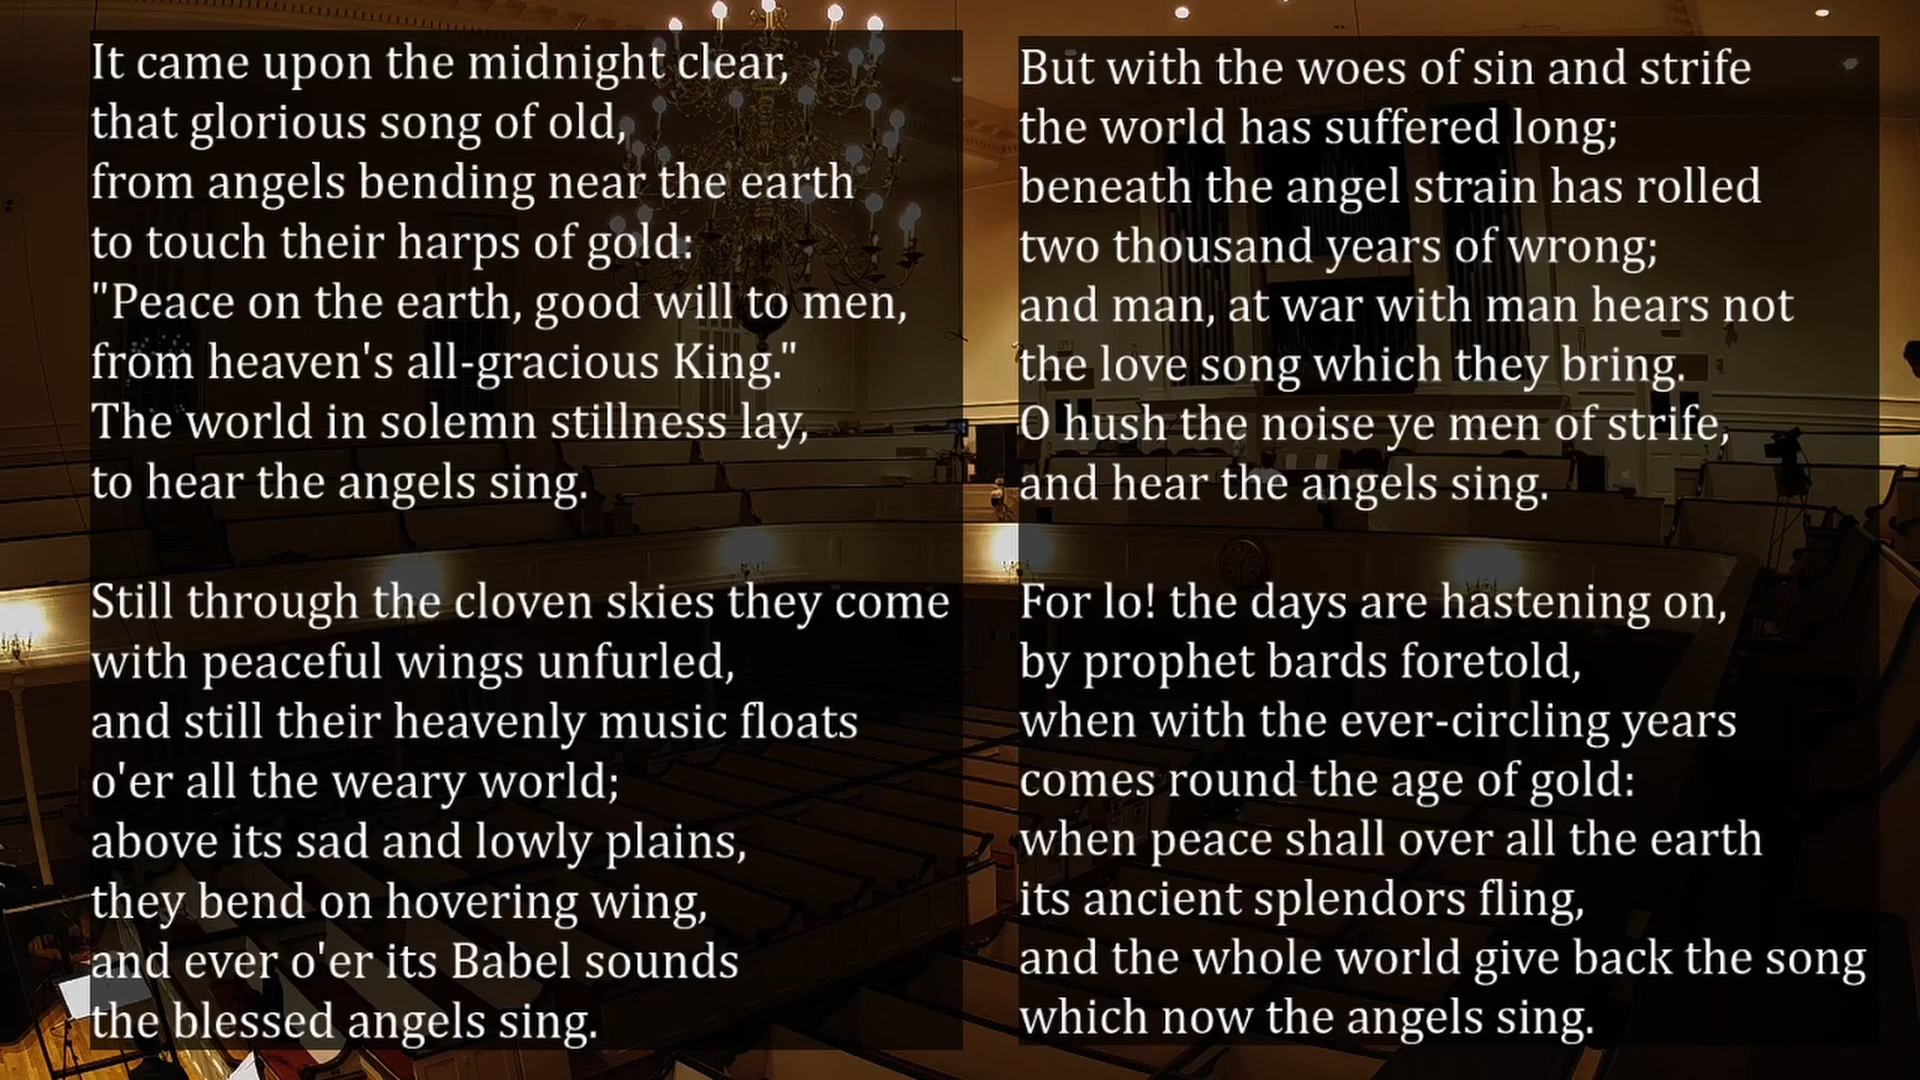 It came upon the midnight clear,
that glorious song of old,
from angels bending near the earth
to touch their harps of gold:
"Peace on the earth, good will to men,
from heaven's all-gracious King."
The world in solemn stillness lay,
to hear the angels sing.
Still through the cloven skies they come
with peaceful wings unfurled,
and still their heavenly music floats
o'er all the weary world;
above its sad and lowly plains,
they bend on hovering wing,
and ever o'er its Babel sounds
the blessed angels sing.
But with the woes of sin and strife
the world has suffered long;
beneath the angel strain has rolled
two thousand years of wrong;
and man, at war with man hears not
the love song which they bring.
O hush the noise ye men of strife,
and hear the angels sing.
For lo! the days are hastening on,
by prophet bards foretold,
when with the ever-circling years
comes round the age of gold:
when peace shall over all the earth
its ancient splendors fling,
and the whole world give back the song
which now the angels sing.